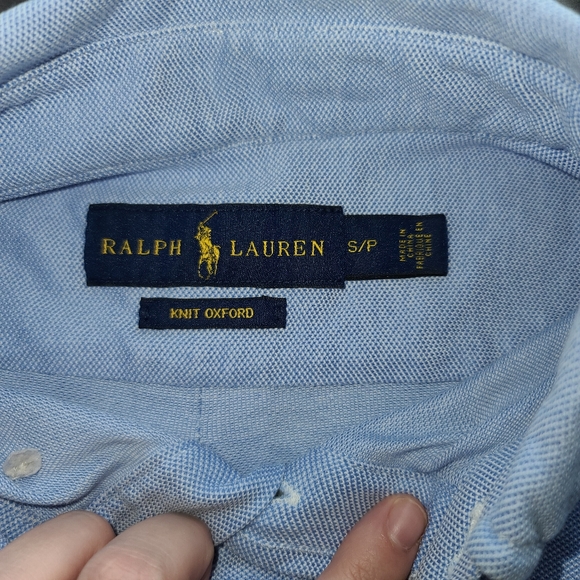 RALPH LAUREN
S/P
MADE IN
CHINA
FABRIQUÉ EN
CHINE
KNIT OXFORD